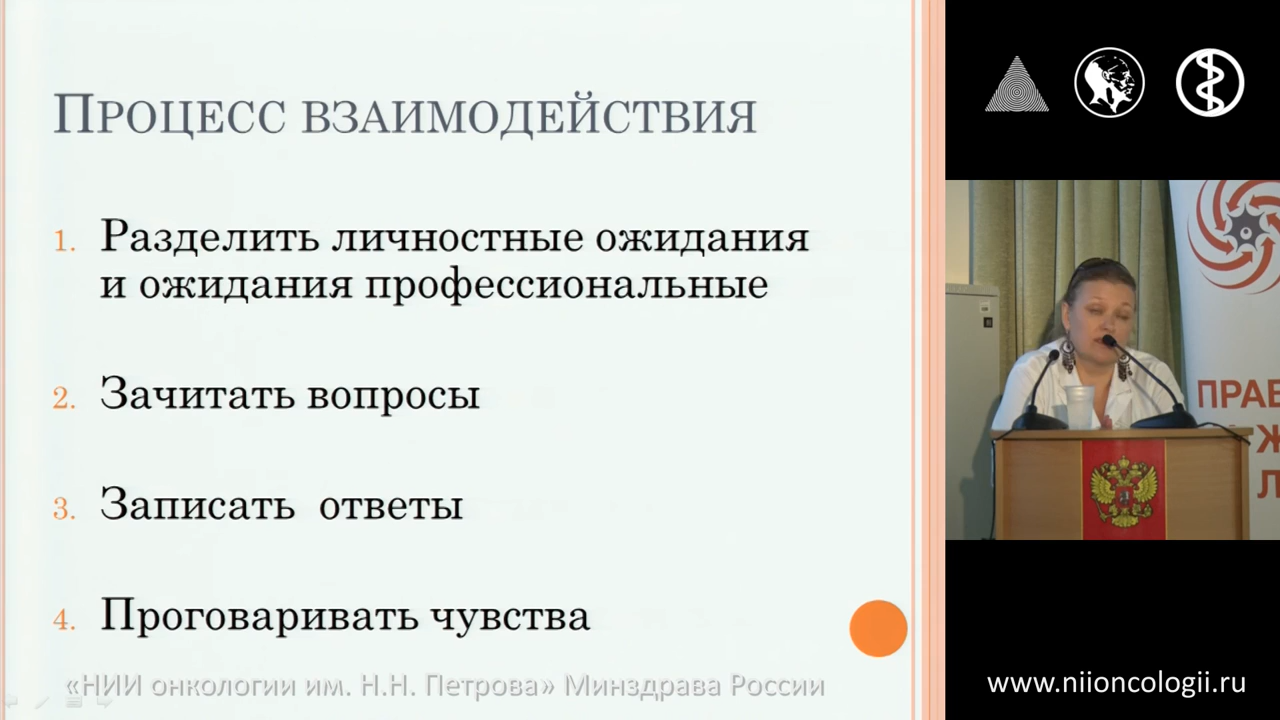 Процесс взаимодействия
1. Разделить личностные ожидания
и ожидания профессиональные
2. Зачитать вопросы
3. Записать ответы
4. Проговаривать чувства
«НИИ онкологии им. Н.Н. Петрова» Минздрава России
ПРАВ
www.niioncologii.ru